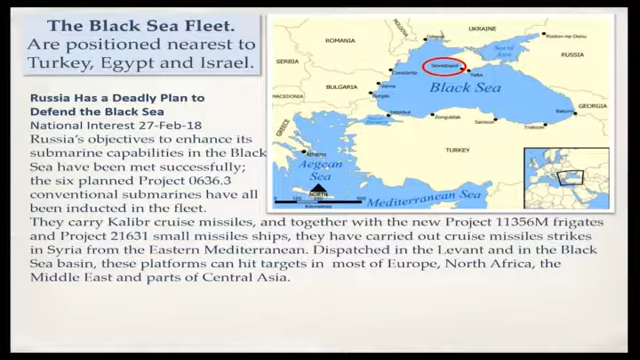 The Black Sea Fleet.
Are positioned nearest to
Turkey, Egypt and Israel.
Russia Has a Deadly Plan to
Defend the Black Sea
National Interest 27-Feb-18
Russia's objectives to enhance its
submarine capabilities in the Black
Sea have been met successfully;
the six planned Project 0636.3
conventional submarines have all
been inducted in the fleet.
They carry Kalibr cruise missiles, and together with the new Project 11356M frigates
and Project 21631 small missiles ships, they have carried out cruise missiles strikes
in Syria from the Eastern Mediterranean. Dispatched in the Levant and in the Black
Sea basin, these platforms can hit targets in most of Europe, North Africa, the
Middle East and parts of Central Asia.
MOLDOVA
UKRAINE
Rostov-na-Donu
ROMANIA
Odessa
Sea of
Azov
RUSSIA
SERBIA
Sevastopol
Yalta
Constanta
BULGARIA
Varna
Burgas
Black Sea
MACEDONIA
GEORGIA
Batumi
Istanbul
Zonguldak
Samsun
Trabzon
GREECE
TURKEY
Athens
Aegean
Sea
NORTH
Mediterranean Sea